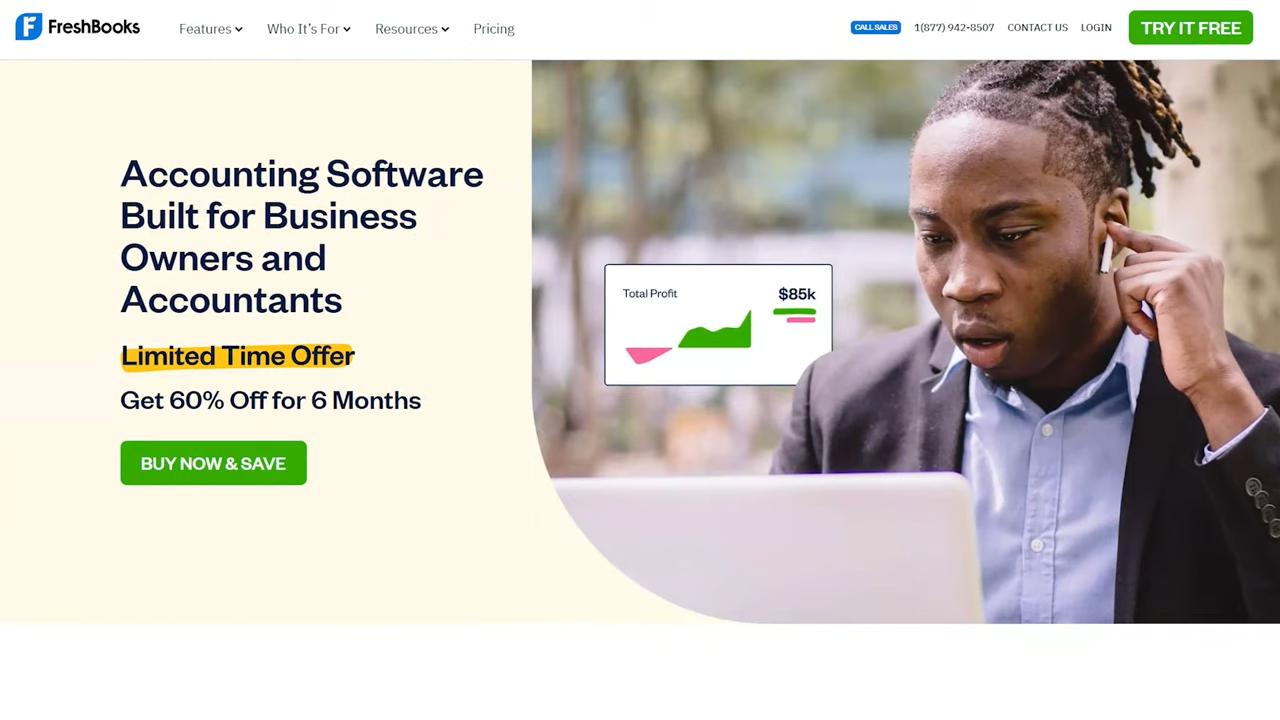 FreshBooks
Features
Who It's For
Resources
Pricing
CALL SALES
1(877) 942-8507
CONTACT US
LOGIN
TRY IT FREE
Accounting Software
Built for Business
Owners and
Accountants
Limited Time Offer
Get 60% Off for 6 Months
BUY NOW & SAVE
Total Profit
$85k